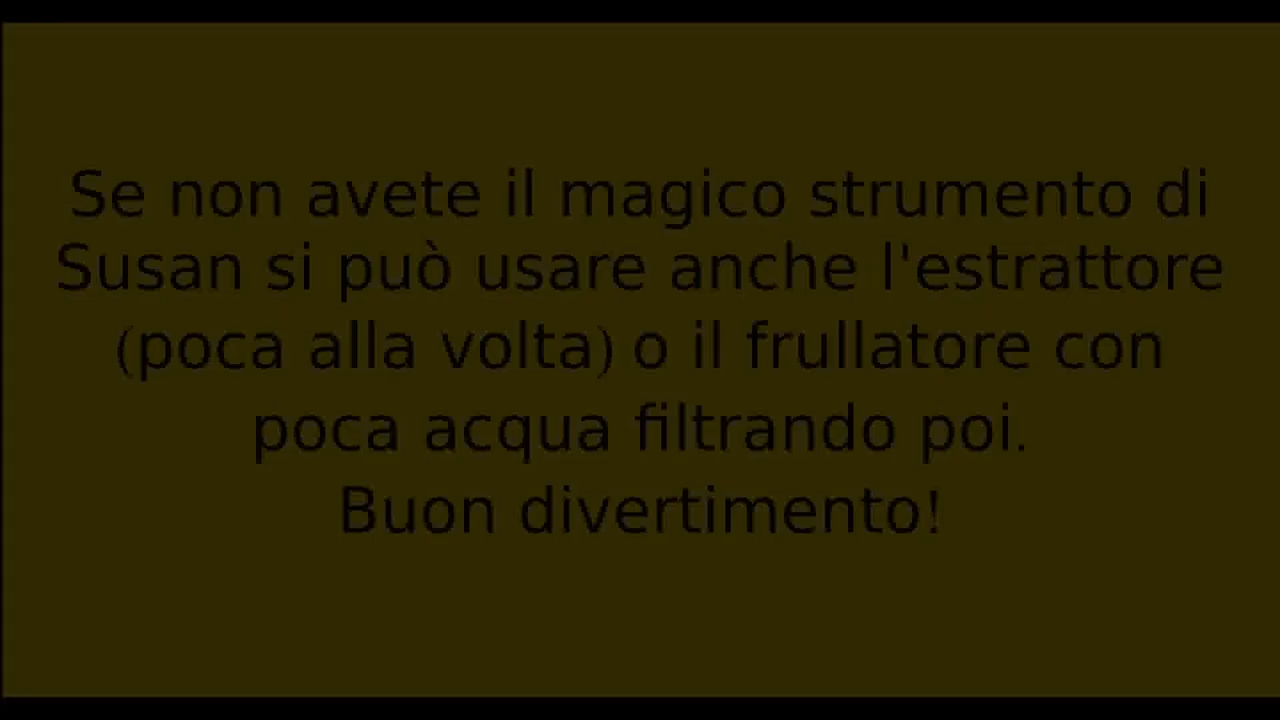 Se non avete il magico strumento di
Susan si può usare anche l'estrattore
(poca alla volta) o il frullatore con
poca acqua filtrando poi.
Buon divertimento!